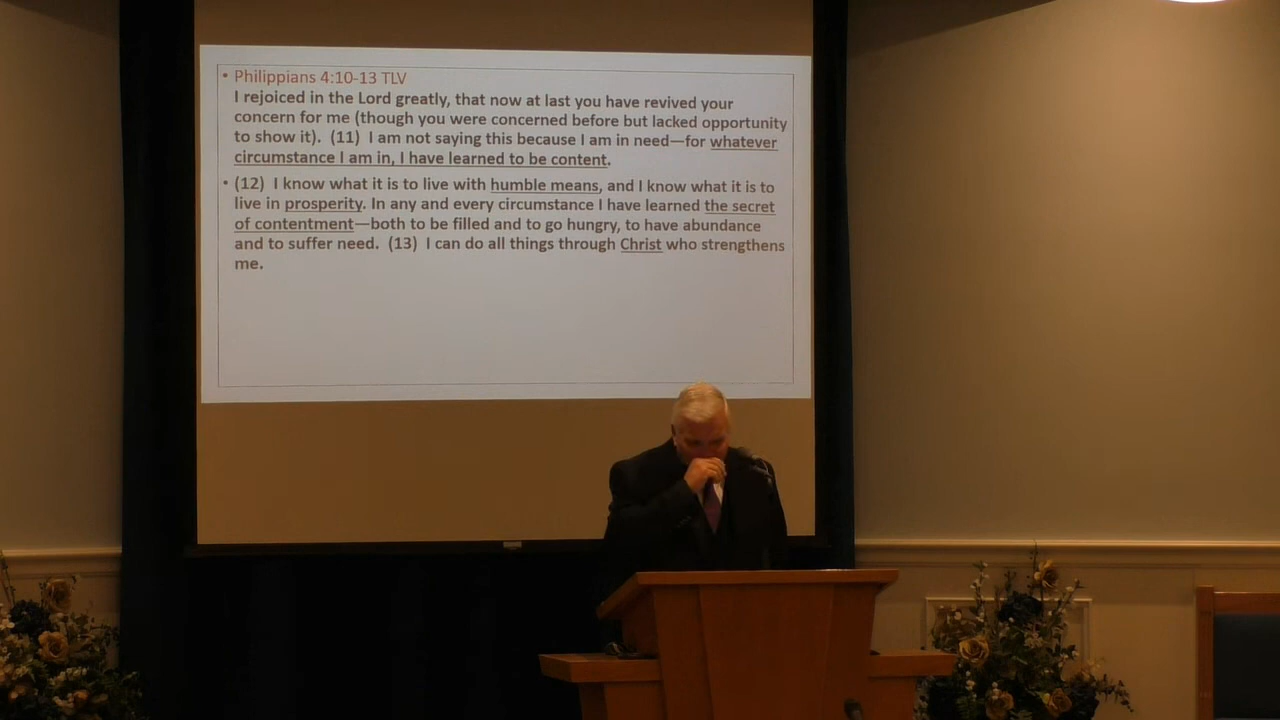 • Philippians 4:10-13 TLV
I rejoiced in the Lord greatly, that now at last you have revived your
concern for me (though you were concerned before but lacked opportunity
to show it). (11) I am not saying this because I am in need—for whatever
circumstance I am in, I have learned to be content.
• (12) I know what it is to live with humble means, and I know what it is to
live in prosperity. In any and every circumstance I have learned the secret
of contentment—both to be filled and to go hungry, to have abundance
and to suffer need. (13) I can do all things through Christ who strengthens
me.